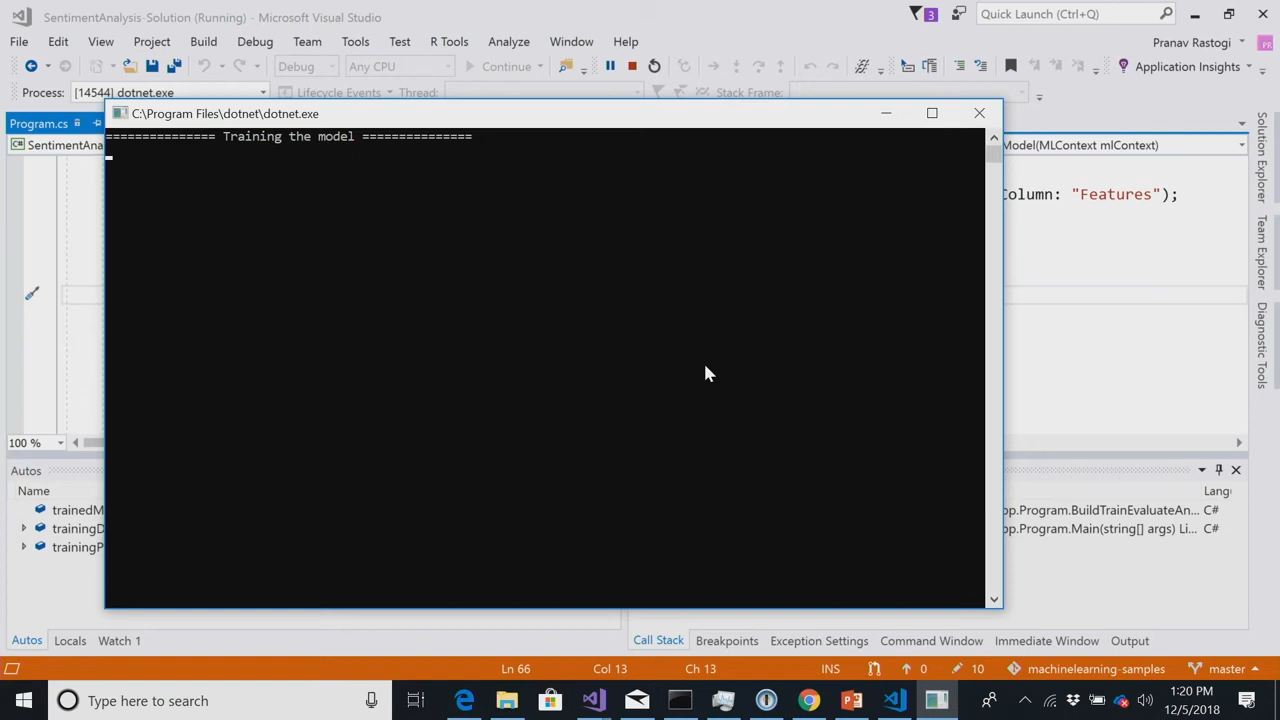 SentimentAnalysis-Solution (Running) - Microsoft Visual Studio
3
Quick Launch (Ctrl+Q)
File Edit View Project Build Debug Team Tools Test R Tools Analyze Window Help
Pranav Rastogi
PR
Debug Any CPU Continue Application Insights
Process: [14544] dotnet.exe Lifecycle Events Thread: Stack Frame:
C:\Program Files\dotnet\dotnet.exe
Program.cs
=============== Training the model ===============
C# SentimentAna
Model(MLContext mlContext)
Column: "Features");
Solution Explorer
Team Explorer
Diagnostic Tools
100 %
Autos
Name
Lang
trainedM
op.Program.BuildTrainEvaluateAn... C#
trainingD
op.Program.Main(string[] args) Li... C#
trainingP
Autos Locals Watch 1
Call Stack Breakpoints Exception Settings Command Window Immediate Window Output
Ln 66 Col 13 Ch 13 INS 0 10 machinelearning-samples master
Type here to search
1:20 PM
12/5/2018